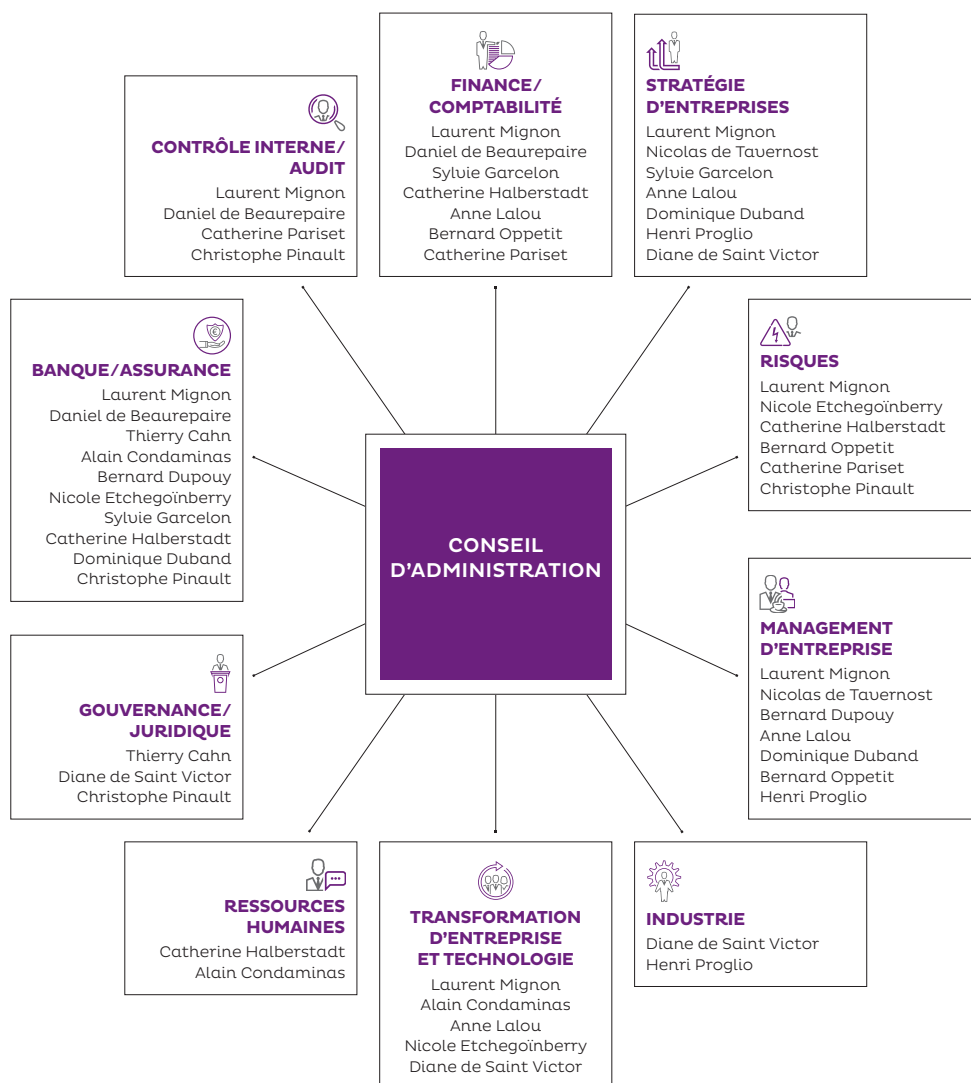 CONTRÔLE INTERNE/
AUDIT
Laurent Mignon
Daniel de Beaurepaire
Catherine Pariset
Christophe Pinault
FINANCE/
COMPTABILITÉ
Laurent Mignon
Daniel de Beaurepaire
Sylvie Garcelon
Catherine Halberstadt
Anne Lalou
Bernard Oppetit
Catherine Pariset
STRATÉGIE
D'ENTREPRISES
Laurent Mignon
Nicolas de Tavernost
Sylvie Garcelon
Anne Lalou
Dominique Duband
Henri Proglio
Diane de Saint Victor
€
BANQUE/ASSURANCE
Laurent Mignon
Daniel de Beaurepaire
Thierry Cahn
Alain Condaminas
Bernard Dupouy
Nicole Etchegoïnberry
Sylvie Garcelon
Catherine Halberstadt
Dominique Duband
Christophe Pinault
RISQUES
Laurent Mignon
Nicole Etchegoïnberry
Catherine Halberstadt
Bernard Oppetit
Catherine Pariset
Christophe Pinault
CONSEIL
D'ADMINISTRATION
GOUVERNANCE/
JURIDIQUE
Thierry Cahn
Diane de Saint Victor
Christophe Pinault
MANAGEMENT
D'ENTREPRISE
Laurent Mignon
Nicolas de Tavernost
Bernard Dupouy
Anne Lalou
Dominique Duband
Bernard Oppetit
Henri Proglio
RESSOURCES
HUMAINES
Catherine Halberstadt
Alain Condaminas
TRANSFORMATION
D'ENTREPRISE
ET TECHNOLOGIE
Laurent Mignon
Alain Condaminas
Anne Lalou
Nicole Etchegoïnberry
Diane de Saint Victor
INDUSTRIE
Diane de Saint Victor
Henri Proglio